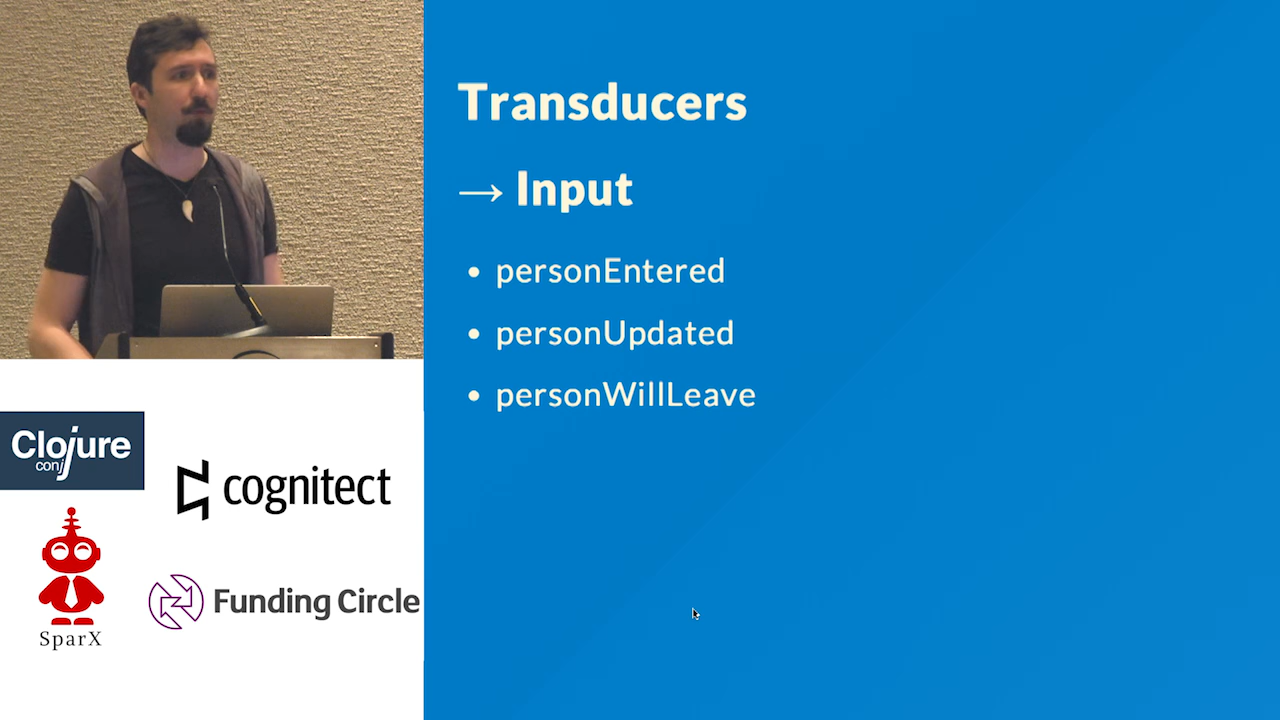 Transducers
→ Input
• personEntered
• personUpdated
• personWillLeave
Clojure
conj
cognitect
SparX
Funding Circle